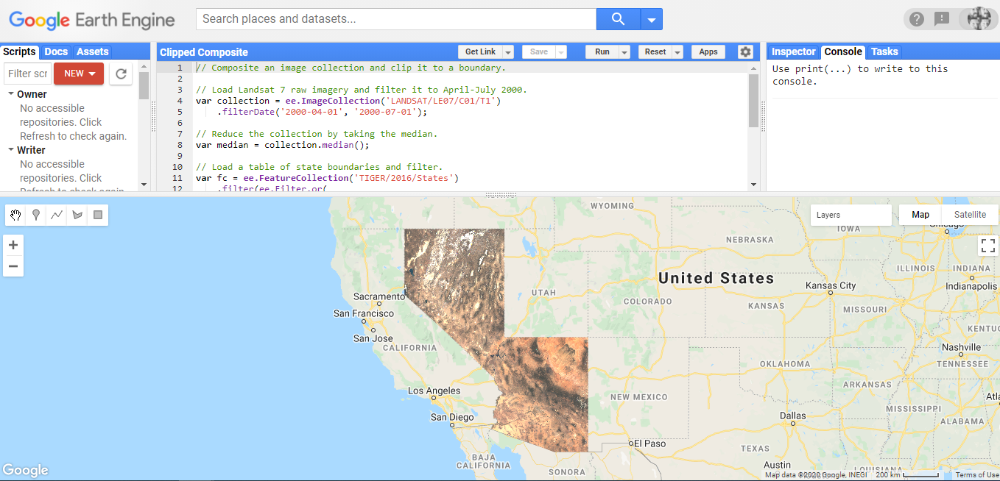 Google Earth Engine
Search places and datasets...
Scripts Docs Assets
Filter scr NEW
Owner
No accessible
repositories. Click
Refresh to check again.
Writer
No accessible
repositories. Click
Refresh to check again
Clipped Composite
Get Link Save Run Reset Apps
1 // Composite an image collection and clip it to a boundary.
2
3 // Load Landsat 7 raw imagery and filter it to April-July 2000.
4 var collection = ee.ImageCollection('LANDSAT/LE07/C01/T1')
5 .filterDate('2000-04-01', '2000-07-01');
6
7 // Reduce the collection by taking the median.
8 var median = collection.median();
9
10 // Load a table of state boundaries and filter.
11 var fc = ee.FeatureCollection('TIGER/2016/States')
12 .filter(ee.Filter.or(
Inspector Console Tasks
Use print(...) to write to this
console.
Layers
Map Satellite
WYOMING
Chicago
IOWA
NEBRASKA
ILLINOIS
INDIANA
United States
Kansas City
Indianapolis
UTAH
Sacramento
COLORADO
KANSAS
MISSOURI
San Francisco
KENTUC
San Jose
CALIFORNIA
Nashville
OKLAHOMA
TENNESSEE
ARKANSAS
Los Angeles
NEW MEXICO
Atla
MISSISSIPPI
San Diego
Dallas
ALABAMA
El Paso
TEXAS
BAJA
CALIFORNIA
SONORA
Austin
LOUISIANA
Google
Map data ©2020 Google, INEGI 200 km Terms of Use